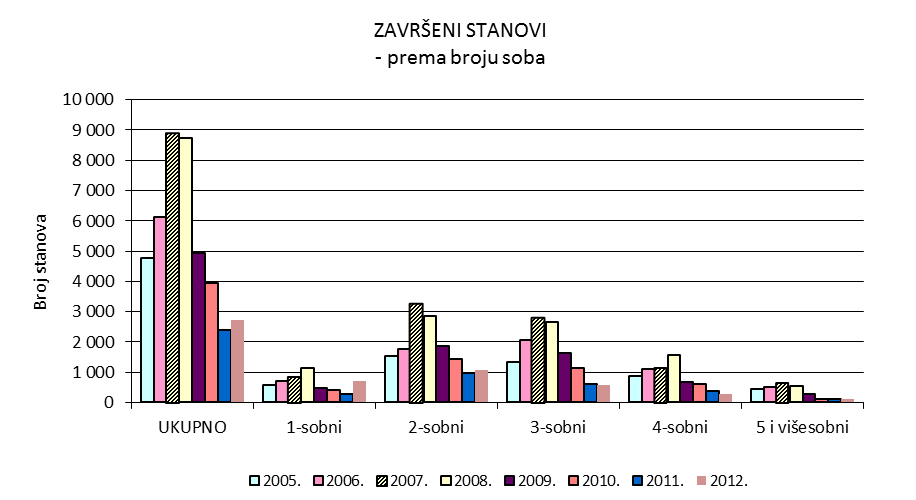 ZAVRŠENI STANOVI
- prema broju soba
Broj stanova
10 000
9 000
8 000
7 000
6 000
5 000
4 000
3 000
2 000
1 000
0
UKUPNO 1-sobni 2-sobni 3-sobni 4-sobni 5 i višesobni
2005. 2006. 2007. 2008. 2009. 2010. 2011. 2012.